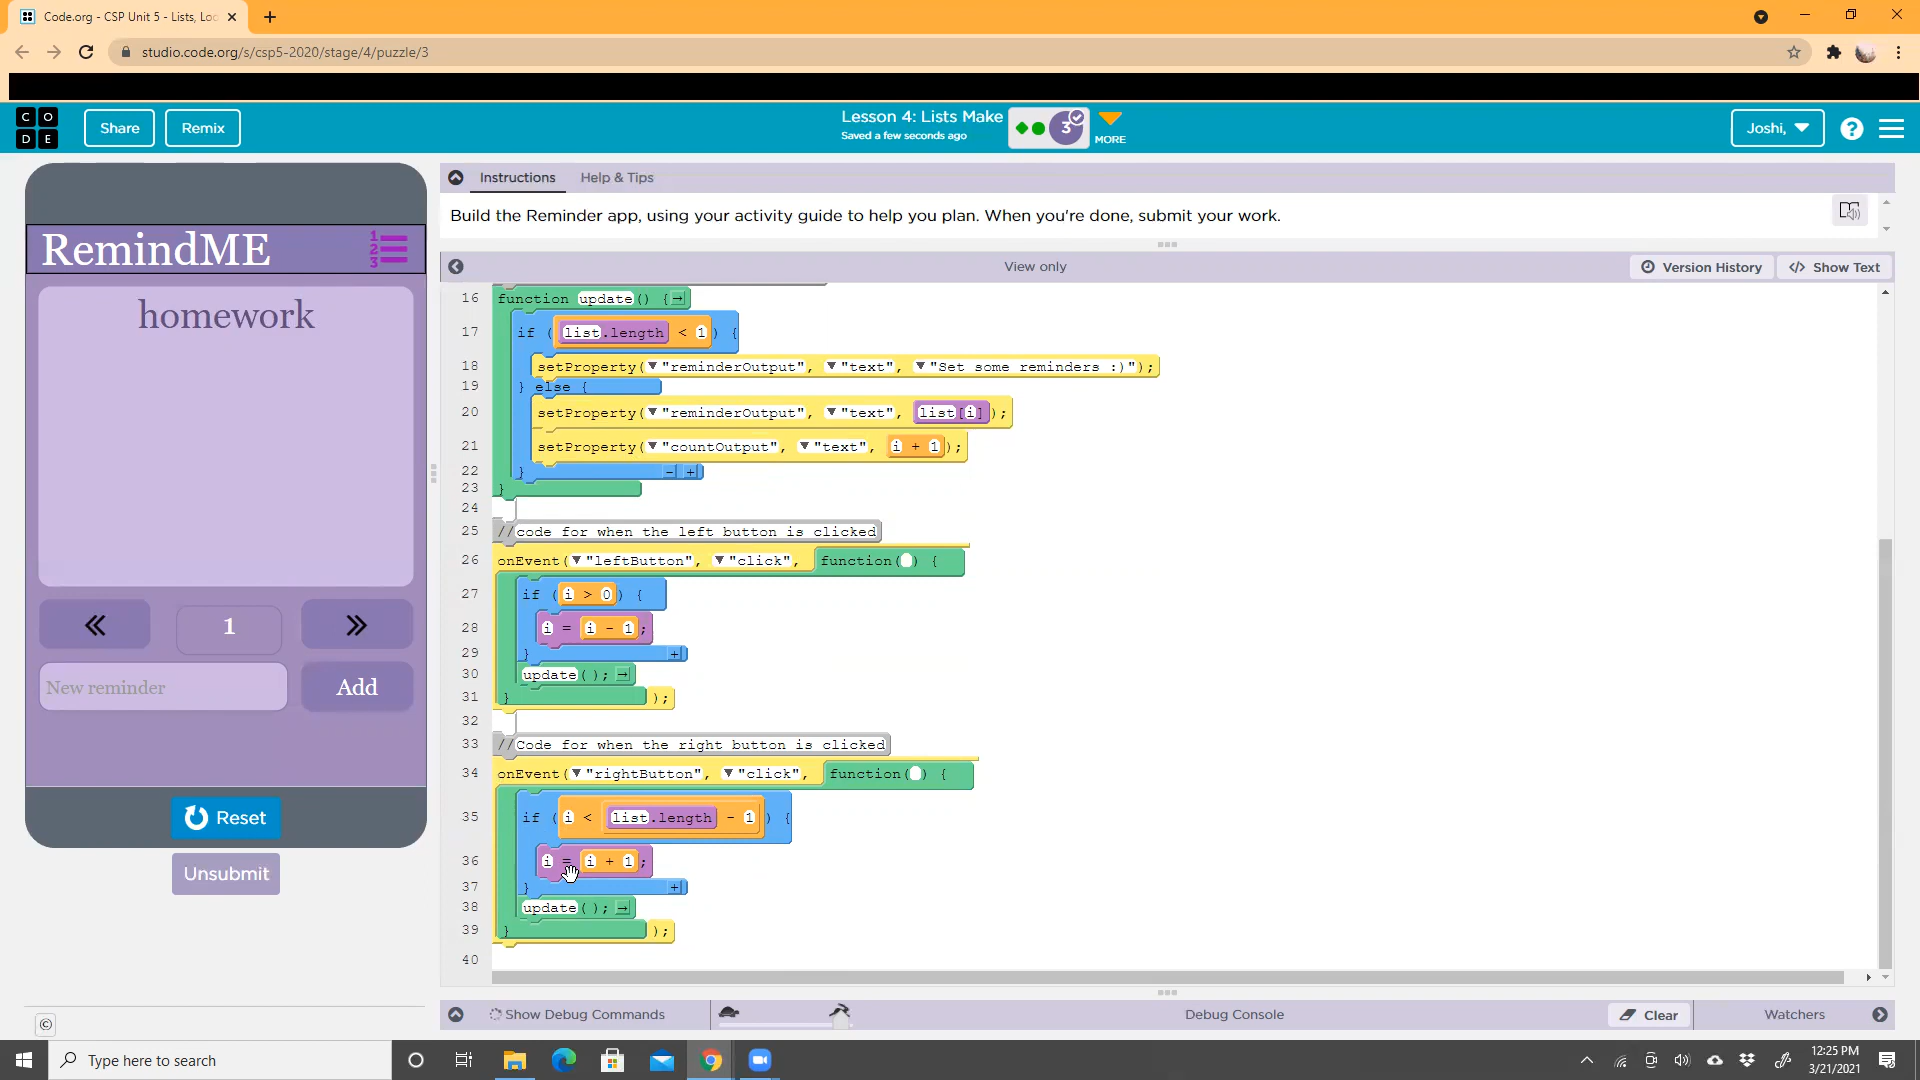 Code.org - CSP Unit 5 - Lists, Loo
studio.code.org/s/csp5-2020/stage/4/puzzle/3
CODE
Share
Remix
Lesson 4: Lists Make
Saved a few seconds ago
3
MORE
Joshi,
?
Instructions
Help & Tips
Build the Reminder app, using your activity guide to help you plan. When you're done, submit your work.
View only
Version History
</> Show Text
RemindME
1
2
3
homework
1
New reminder
Add
Reset
Unsubmit
©
16 function update() {
17 if (list.length < 1) {
18 setProperty("reminderOutput", "text", "Set some reminders :)");
19 } else {
20 setProperty("reminderOutput", "text", list[i]);
21 setProperty("countOutput", "text", i + 1);
22 } - +
23 }
24
25 //code for when the left button is clicked
26 onEvent("leftButton", "click", function() {
27 if (i > 0) {
28 i = i - 1;
29 } +
30 update();
31 } );
32
33 //Code for when the right button is clicked
34 onEvent("rightButton", "click", function() {
35 if (i < list.length - 1) {
36 i = i + 1;
37 } +
38 update();
39 } );
40
Show Debug Commands
Debug Console
Clear
Watchers
Type here to search
12:25 PM
3/21/2021